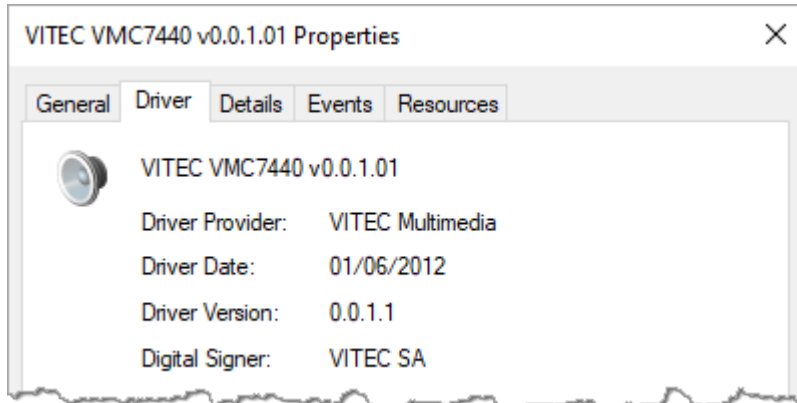 VITEC VMC7440 v0.0.1.01 Properties
General Driver Details Events Resources
VITEC VMC7440 v0.0.1.01
Driver Provider: VITEC Multimedia
Driver Date: 01/06/2012
Driver Version: 0.0.1.1
Digital Signer: VITEC SA